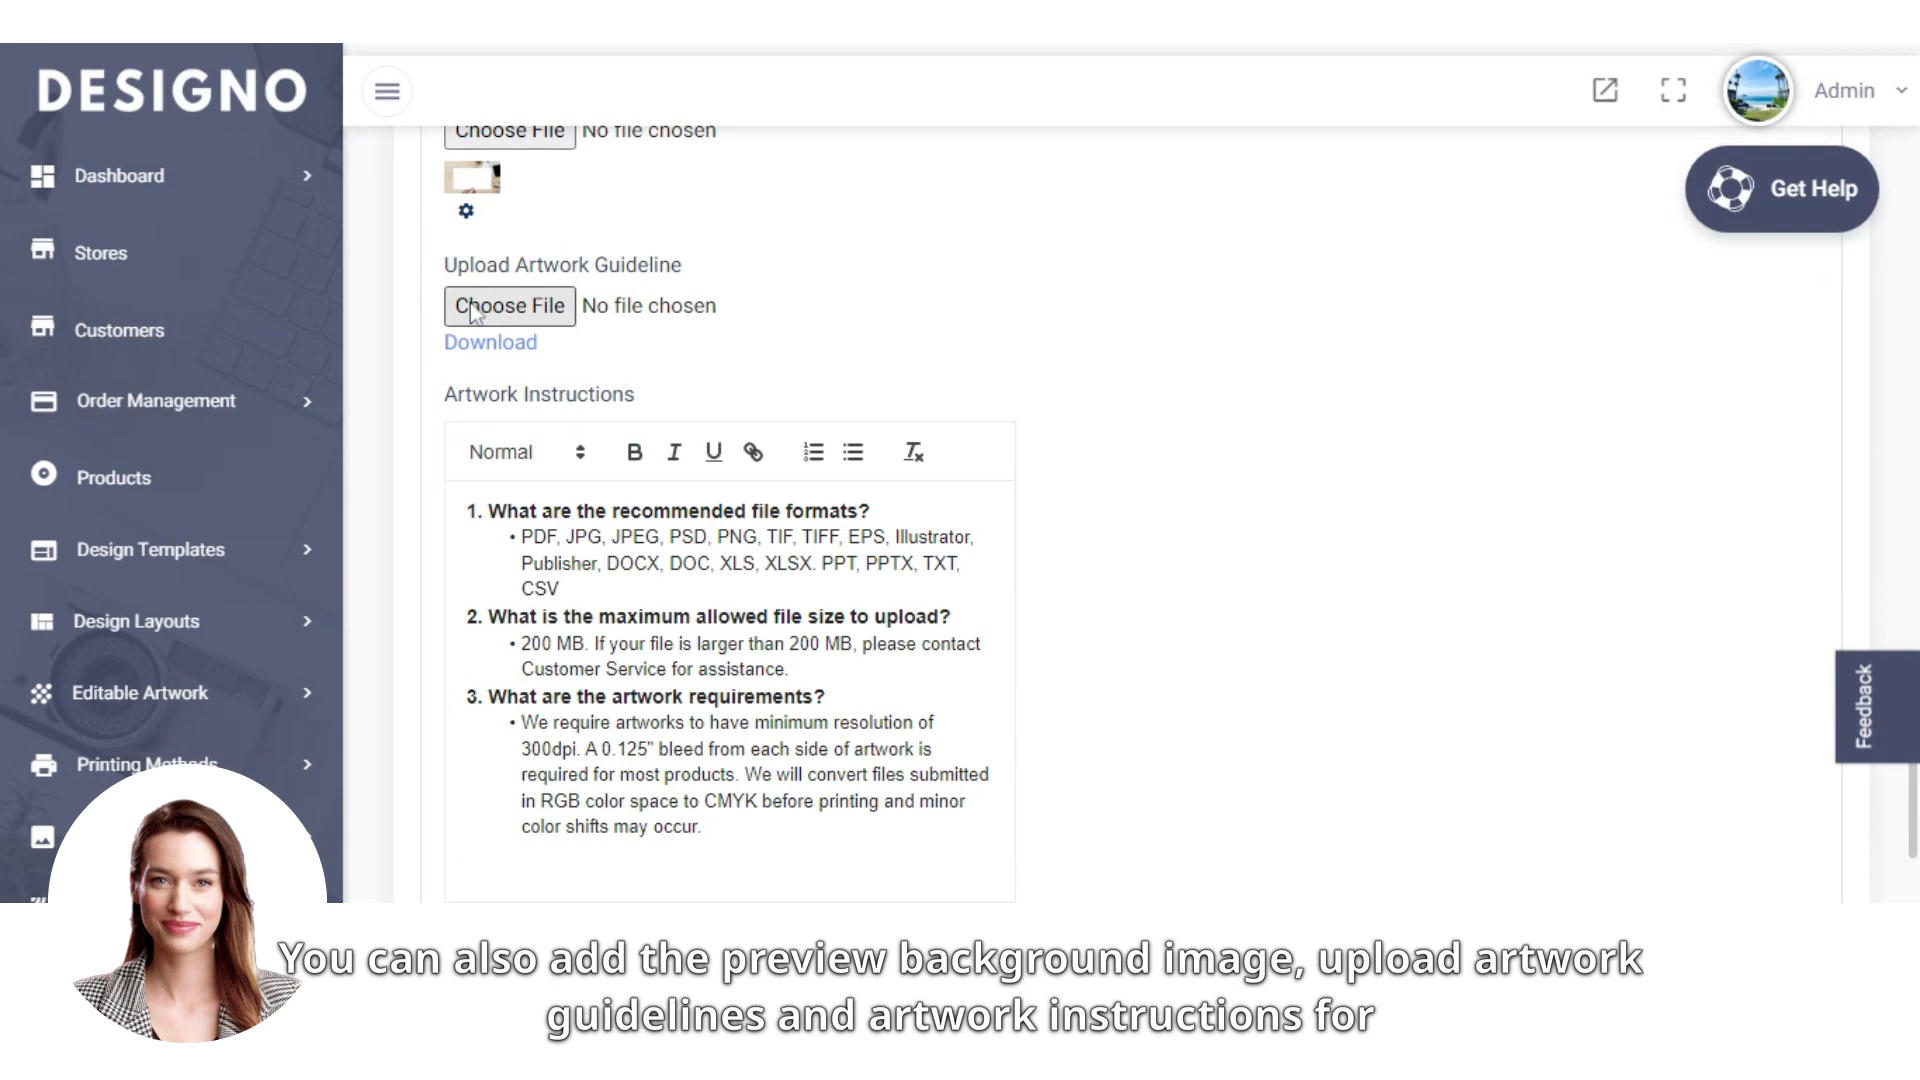 DESIGNO
Admin
Dashboard
Stores
Customers
Order Management
Products
Design Templates
Design Layouts
Editable Artwork
Printing Methods
Choose File No file chosen
Get Help
Upload Artwork Guideline
Choose File No file chosen
Download
Artwork Instructions
Normal B I U
1. What are the recommended file formats?
• PDF, JPG, JPEG, PSD, PNG, TIF, TIFF, EPS, Illustrator,
Publisher, DOCX, DOC, XLS, XLSX. PPT, PPTX, TXT,
CSV
2. What is the maximum allowed file size to upload?
• 200 MB. If your file is larger than 200 MB, please contact
Customer Service for assistance.
3. What are the artwork requirements?
• We require artworks to have minimum resolution of
300dpi. A 0.125" bleed from each side of artwork is
required for most products. We will convert files submitted
in RGB color space to CMYK before printing and minor
color shifts may occur.
Feedback
You can also add the preview background image, upload artwork
guidelines and artwork instructions for